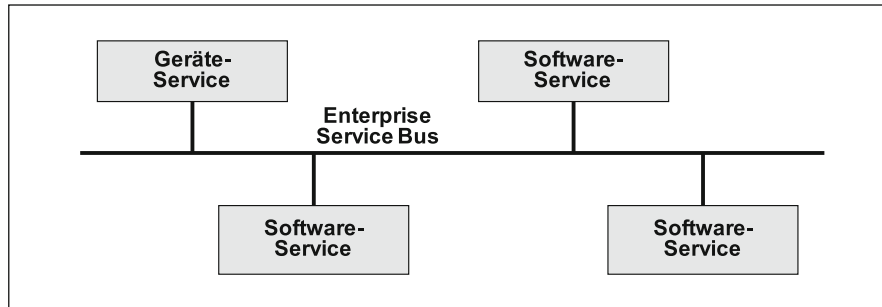 Geräte-
Service
Software-
Service
Enterprise
Service Bus
Software-
Service
Software-
Service